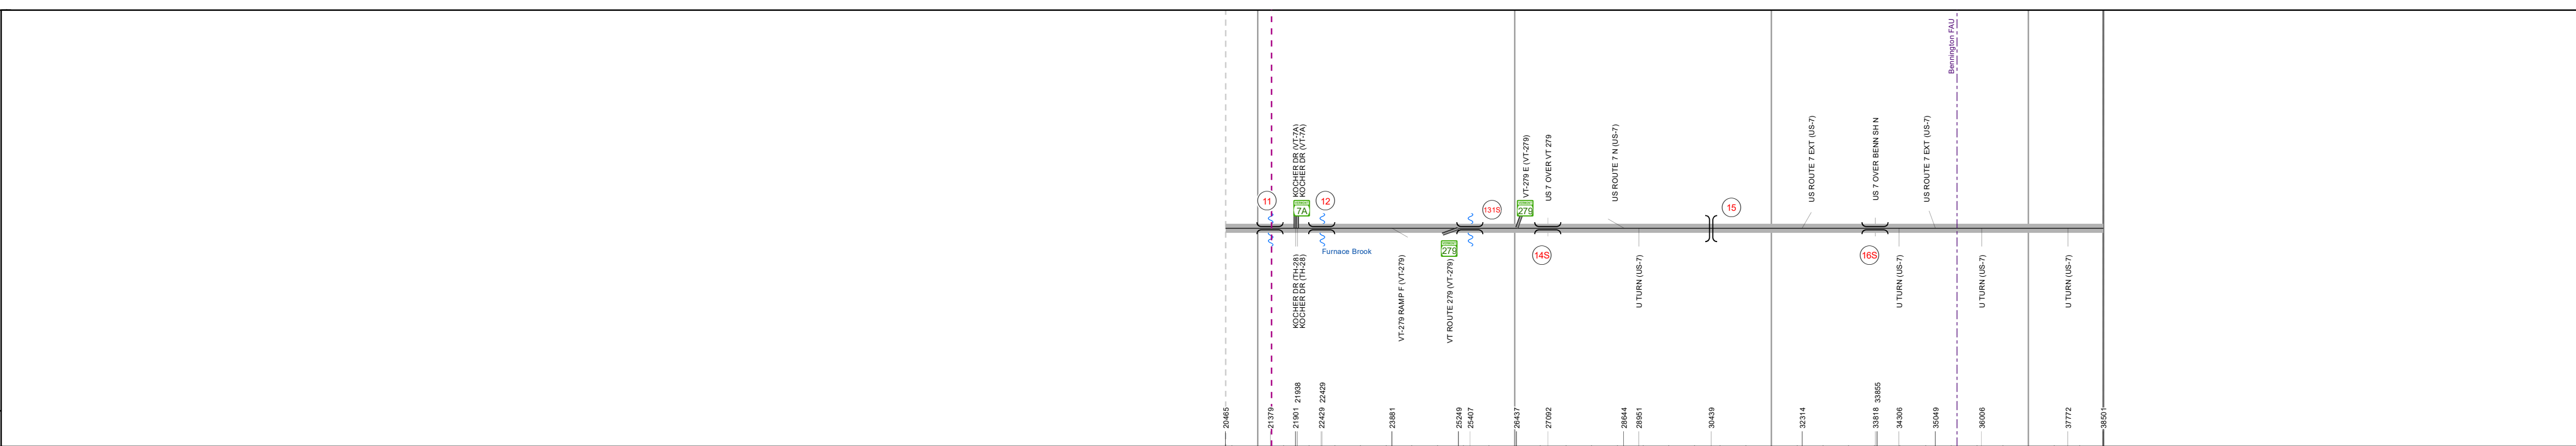 Bennington FAU
KOCHER DR (VT-7A)
KOCHER DR (VT-7A)
VT-279 E (VT-279)
US 7 OVER VT 279
US ROUTE 7 N (US-7)
US ROUTE 7 EXT (US-7)
US 7 OVER BENN SH N
US ROUTE 7 EXT (US-7)
11
7A
12
131S
279
15
Furnace Brook
279
14S
16S
KOCHER DR (TH-28)
KOCHER DR (TH-28)
VT-279 RAMP F (VT-279)
VT ROUTE 279 (VT-279)
U TURN (US-7)
U TURN (US-7)
U TURN (US-7)
U TURN (US-7)
20465
21379
21901
21938
22429
22429
23881
25249
25407
26437
27092
28644
28951
30439
32314
33818
33855
34306
35049
36006
37772
38501